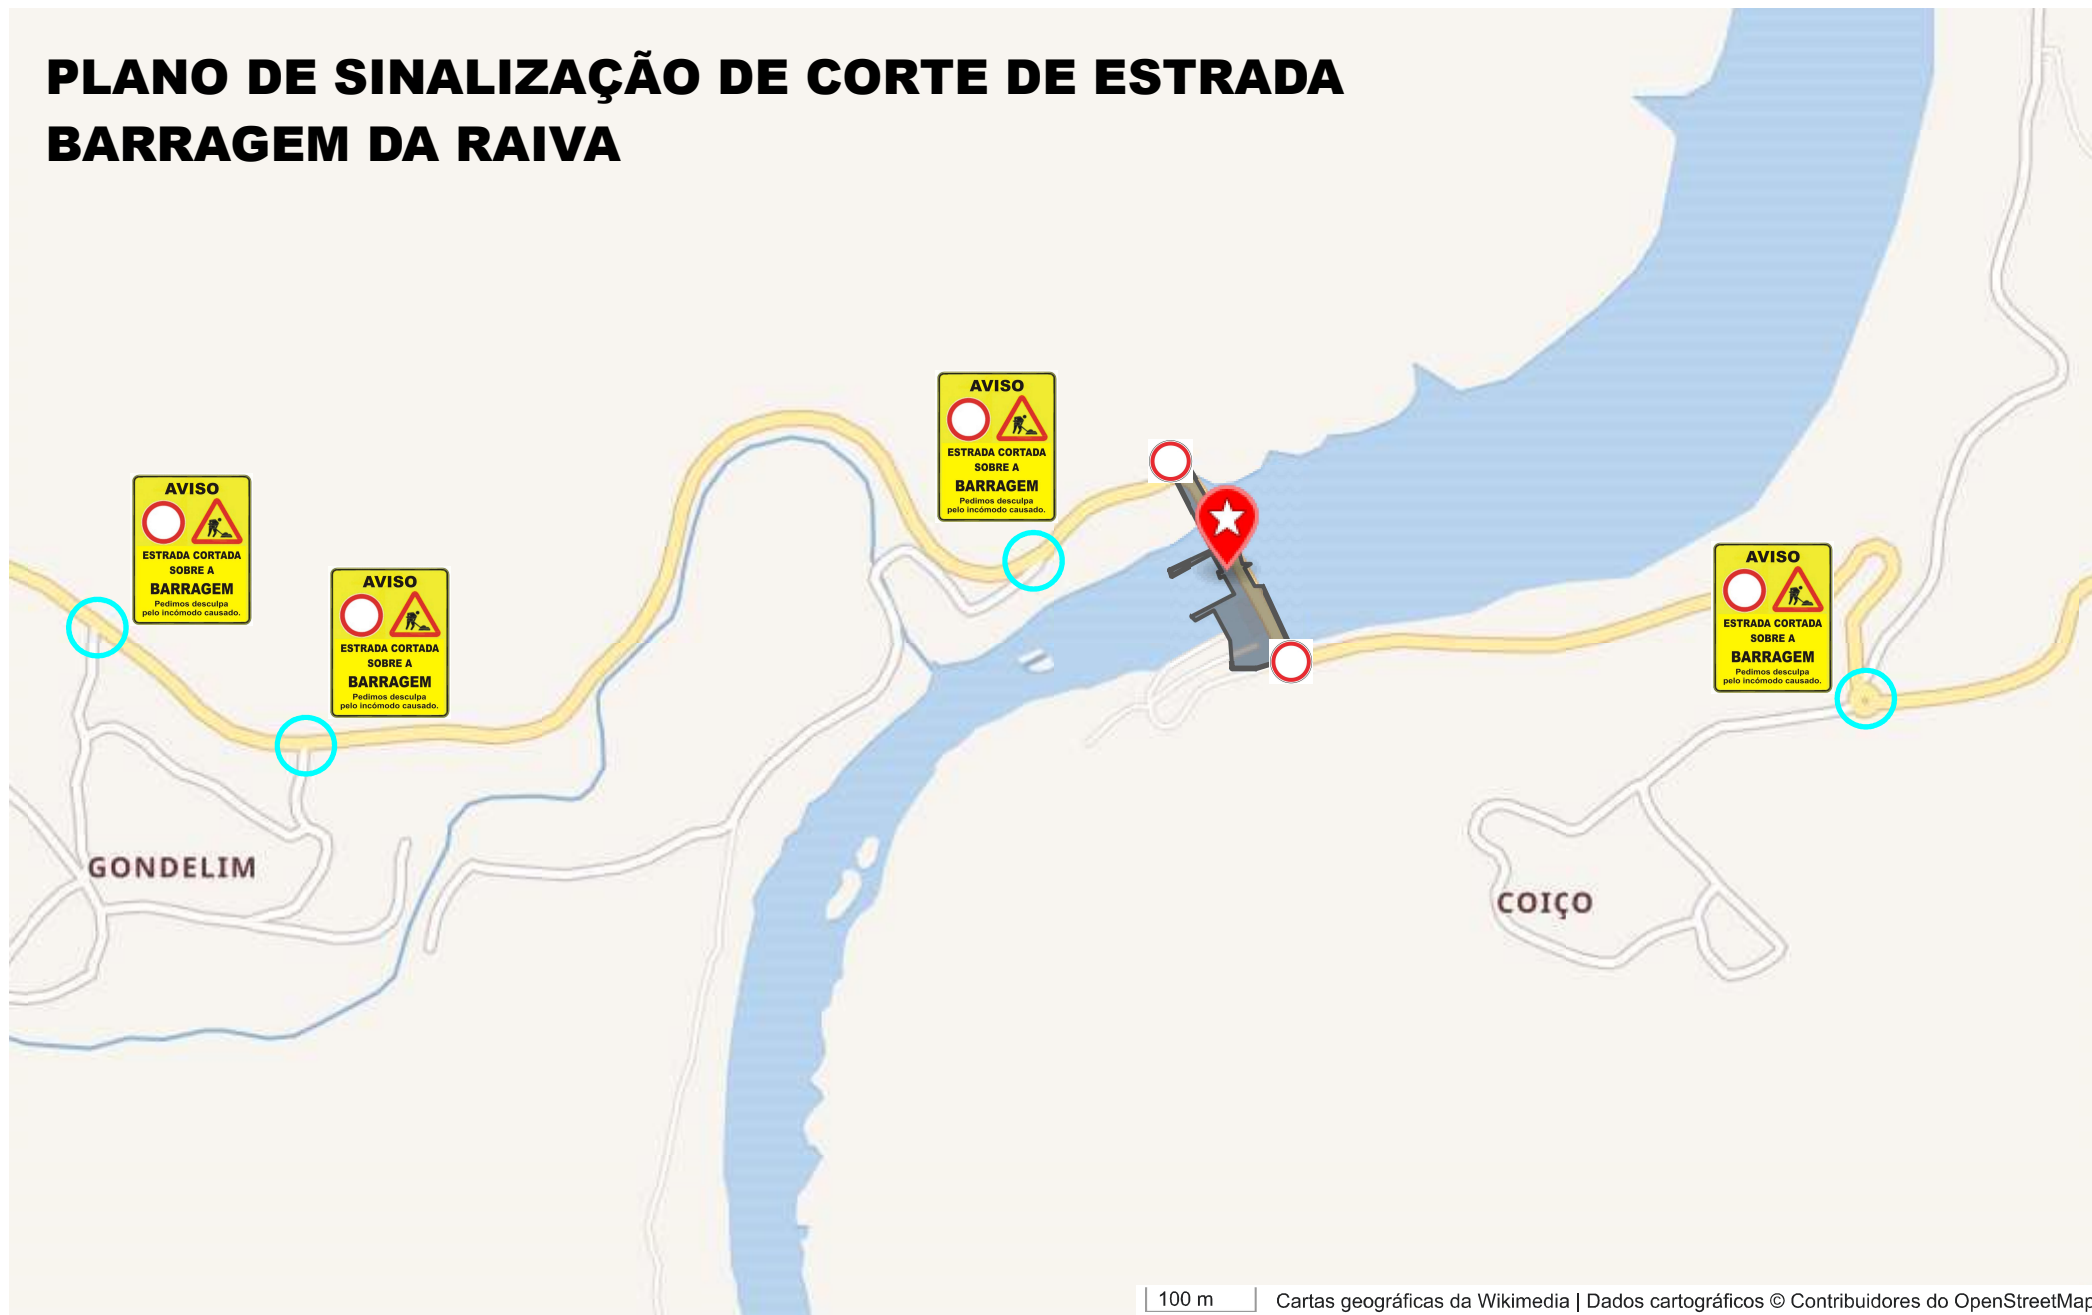 PLANO DE SINALIZAÇÃO DE CORTE DE ESTRADA
BARRAGEM DA RAIVA
AVISO
ESTRADA CORTADA
SOBRE A
BARRAGEM
Pedimos desculpa
pelo incómodo causado.
AVISO
ESTRADA CORTADA
SOBRE A
BARRAGEM
Pedimos desculpa
pelo incómodo causado.
AVISO
ESTRADA CORTADA
SOBRE A
BARRAGEM
Pedimos desculpa
pelo incómodo causado.
AVISO
ESTRADA CORTADA
SOBRE A
BARRAGEM
Pedimos desculpa
pelo incómodo causado.
GONDELIM
COIÇO
100 m
Cartas geográficas da Wikimedia | Dados cartográficos © Contribuidores do OpenStreetMap